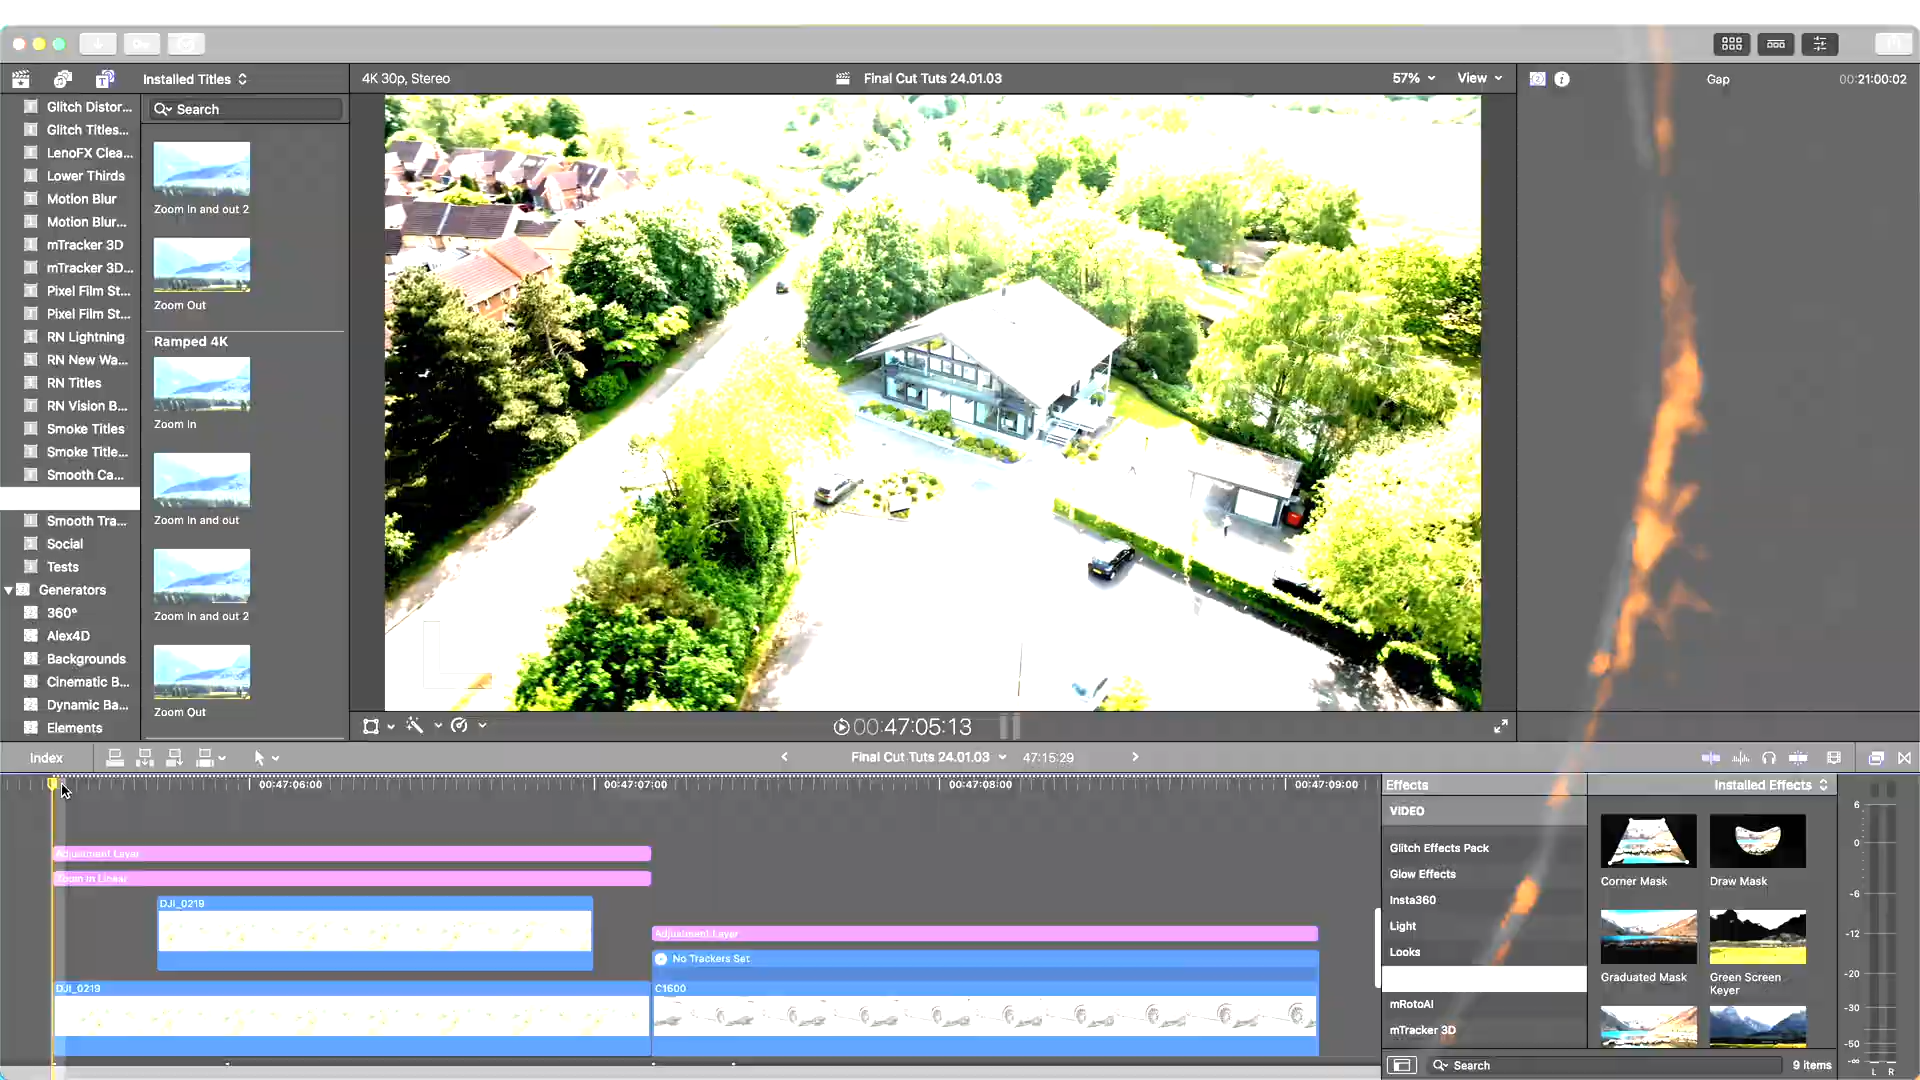 Installed Titles
4K 30p, Stereo
Final Cut Tuts 24.01.03
57%
View
Gap
00:21:00:02
Glitch Distor...
Glitch Titles...
LenoFX Clea...
Lower Thirds
Motion Blur
Motion Blur...
mTracker 3D
mTracker 3D...
Pixel Film St...
Pixel Film St...
RN Lightning
RN New Wa...
RN Titles
RN Vision B...
Smoke Titles
Smoke Title...
Smooth Ca...
Smooth Tra...
Social
Tests
Generators
360°
Alex4D
Backgrounds
Cinematic B...
Dynamic Ba...
Elements
Search
Zoom In and out 2
Zoom Out
Ramped 4K
Zoom In
Zoom In and out
Zoom In and out 2
Zoom Out
00:47:05:13
Index
Final Cut Tuts 24.01.03
47:15:29
00:47:06:00
00:47:07:00
00:47:08:00
00:47:09:00
Adjustment Layer
Zoom In Linear
DJI_0219
DJI_0219
Adjustment Layer
No Trackers Set
C1600
Effects
Installed Effects
VIDEO
Glitch Effects Pack
Glow Effects
Insta360
Light
Looks
mRotoAI
mTracker 3D
Corner Mask
Draw Mask
Graduated Mask
Green Screen
Keyer
Search
9 items
6
0
-6
-12
-20
-30
-50
-∞
L R